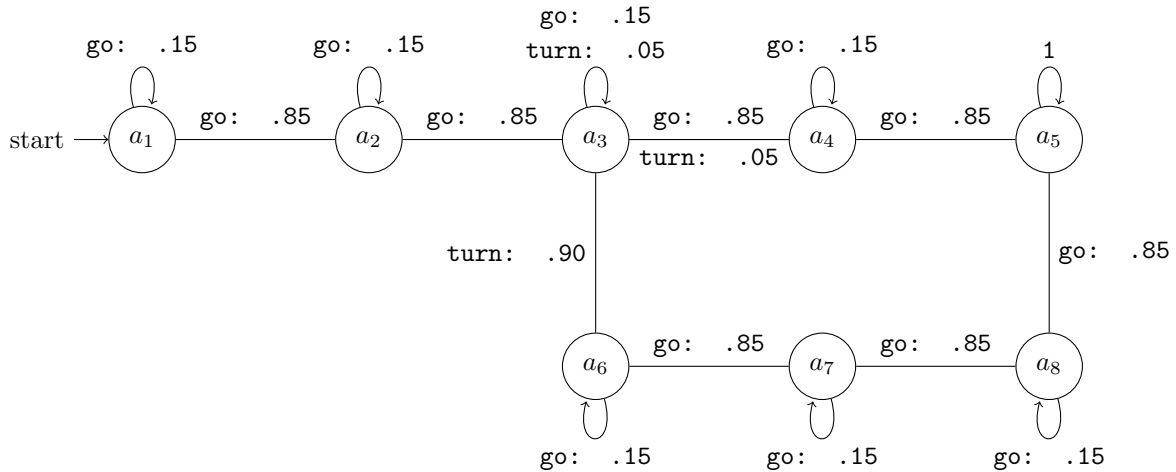 go: .15
go: .15 go: .15 turn: .05 go: .15 1
go: .85 go: .85 go: .85 go: .85
start a1 a2 a3 a4 a5
turn: .05
turn: .90 go: .85
go: .85 go: .85
a6 a7 a8
go: .15 go: .15 go: .15